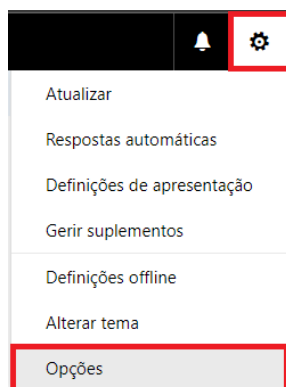 Atualizar
Respostas automáticas
Definições de apresentação
Gerir suplementos
Definições offline
Alterar tema
Opções